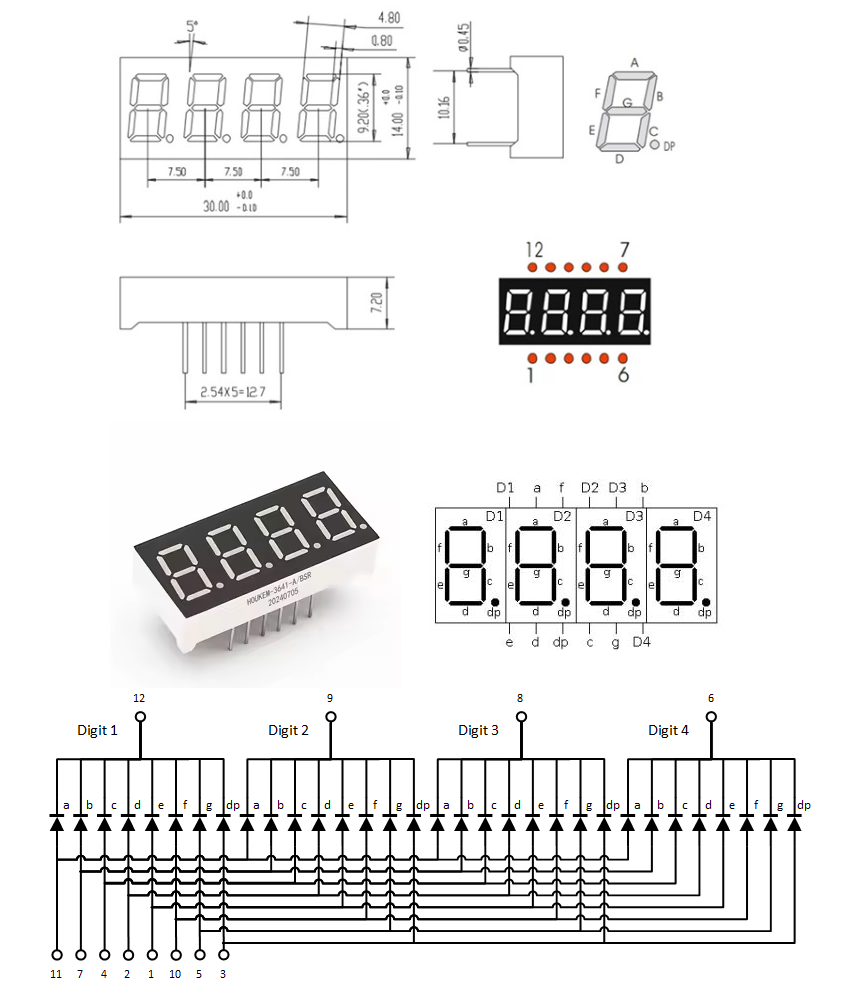 5°
4.80
0.80
9.20(.36")
+0.0
14.00 -0.10
7.50 7.50 7.50
+0.0
30.00 -0.10
Ø0.45
10.16
A
F B
G
E C
D DP
7.20
2.54X5=12.7
12 7
1 6
HOUKEM-3641-A/BSR
20240705
D1 a f D2 D3 b
D1 D2 D3 D4
a a a a
f b f b f b f b
g g g g
e c e c e c e c
d dp d dp d dp d dp
e d dp c g D4
12 9 8 6
Digit 1 Digit 2 Digit 3 Digit 4
a b c d e f g dp a b c d e f g dp a b c d e f g dp a b c d e f g dp
11 7 4 2 1 10 5 3